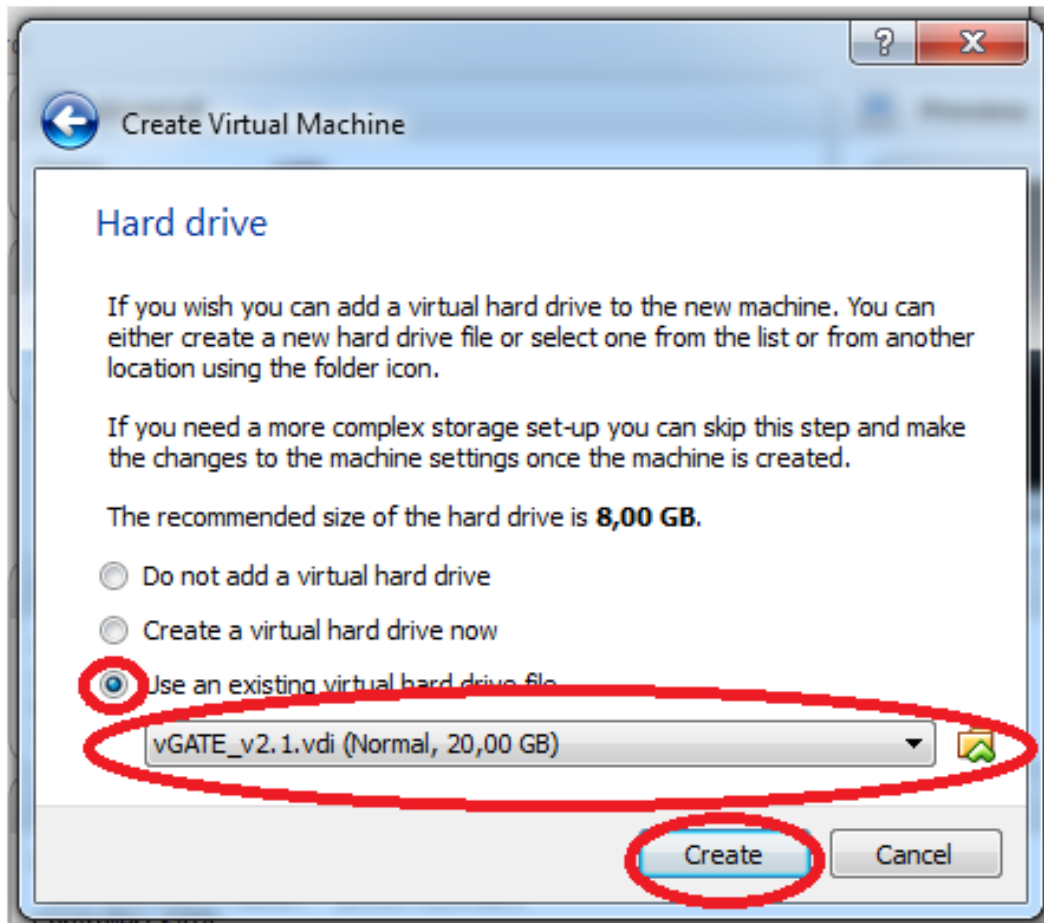 Create Virtual Machine
Hard drive
If you wish you can add a virtual hard drive to the new machine. You can
either create a new hard drive file or select one from the list or from another
location using the folder icon.
If you need a more complex storage set-up you can skip this step and make
the changes to the machine settings once the machine is created.
The recommended size of the hard drive is 8,00 GB.
Do not add a virtual hard drive
Create a virtual hard drive now
Use an existing virtual hard drive file
vGATE_v2.1.vdi (Normal, 20,00 GB)
Create
Cancel